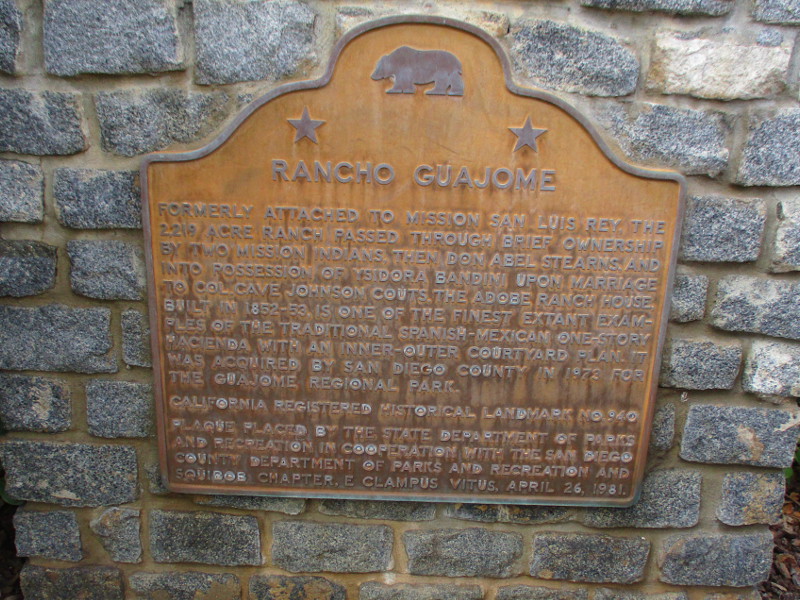 RANCHO GUAJOME
FORMERLY ATTACHED TO MISSION SAN LUIS REY, THE
2,219 ACRE RANCH PASSED THROUGH BRIEF OWNERSHIP
BY TWO MISSION INDIANS, THEN DON ABEL STEARNS, AND
INTO POSSESSION OF YSIDORA BANDINI UPON MARRIAGE
TO COL. CAVE JOHNSON COUTS. THE ADOBE RANCH HOUSE,
BUILT IN 1852-53, IS ONE OF THE FINEST EXTANT EXAM-
PLES OF THE TRADITIONAL SPANISH-MEXICAN ONE-STORY
HACIENDA WITH AN INNER-OUTER COURTYARD PLAN. IT
WAS ACQUIRED BY SAN DIEGO COUNTY IN 1973 FOR
THE GUAJOME REGIONAL PARK.
CALIFORNIA REGISTERED HISTORICAL LANDMARK NO. 940
PLAQUE PLACED BY THE STATE DEPARTMENT OF PARKS
AND RECREATION IN COOPERATION WITH THE SAN DIEGO
COUNTY DEPARTMENT OF PARKS AND RECREATION AND
SQUIBOB CHAPTER, E CLAMPUS VITUS, APRIL 26, 1981.